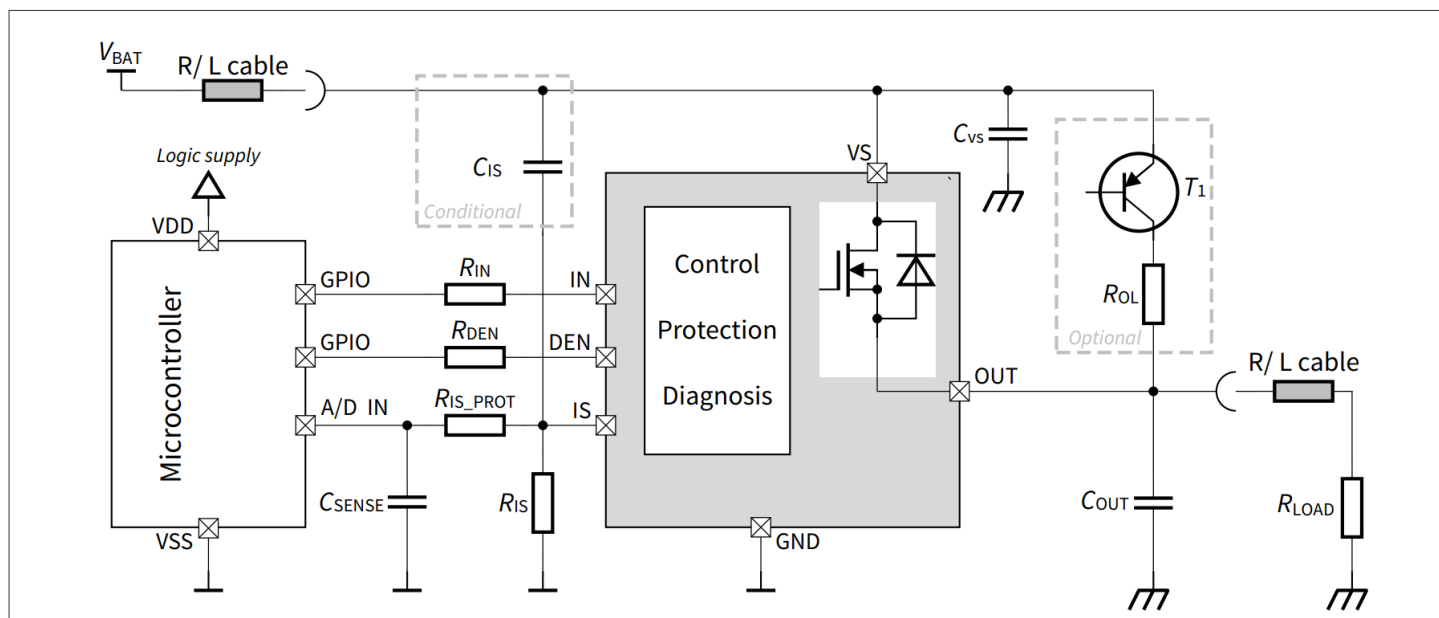 VBAT
R/ L cable
Logic supply
VDD
Microcontroller
GPIO
GPIO
A/D IN
VSS
RIN
RDEN
RIS_PROT
CSENSE
RIS
CIS
Conditional
IN
DEN
IS
VS
Control
Protection
Diagnosis
GND
OUT
Cvs
T1
ROL
Optional
R/ L cable
COUT
RLOAD